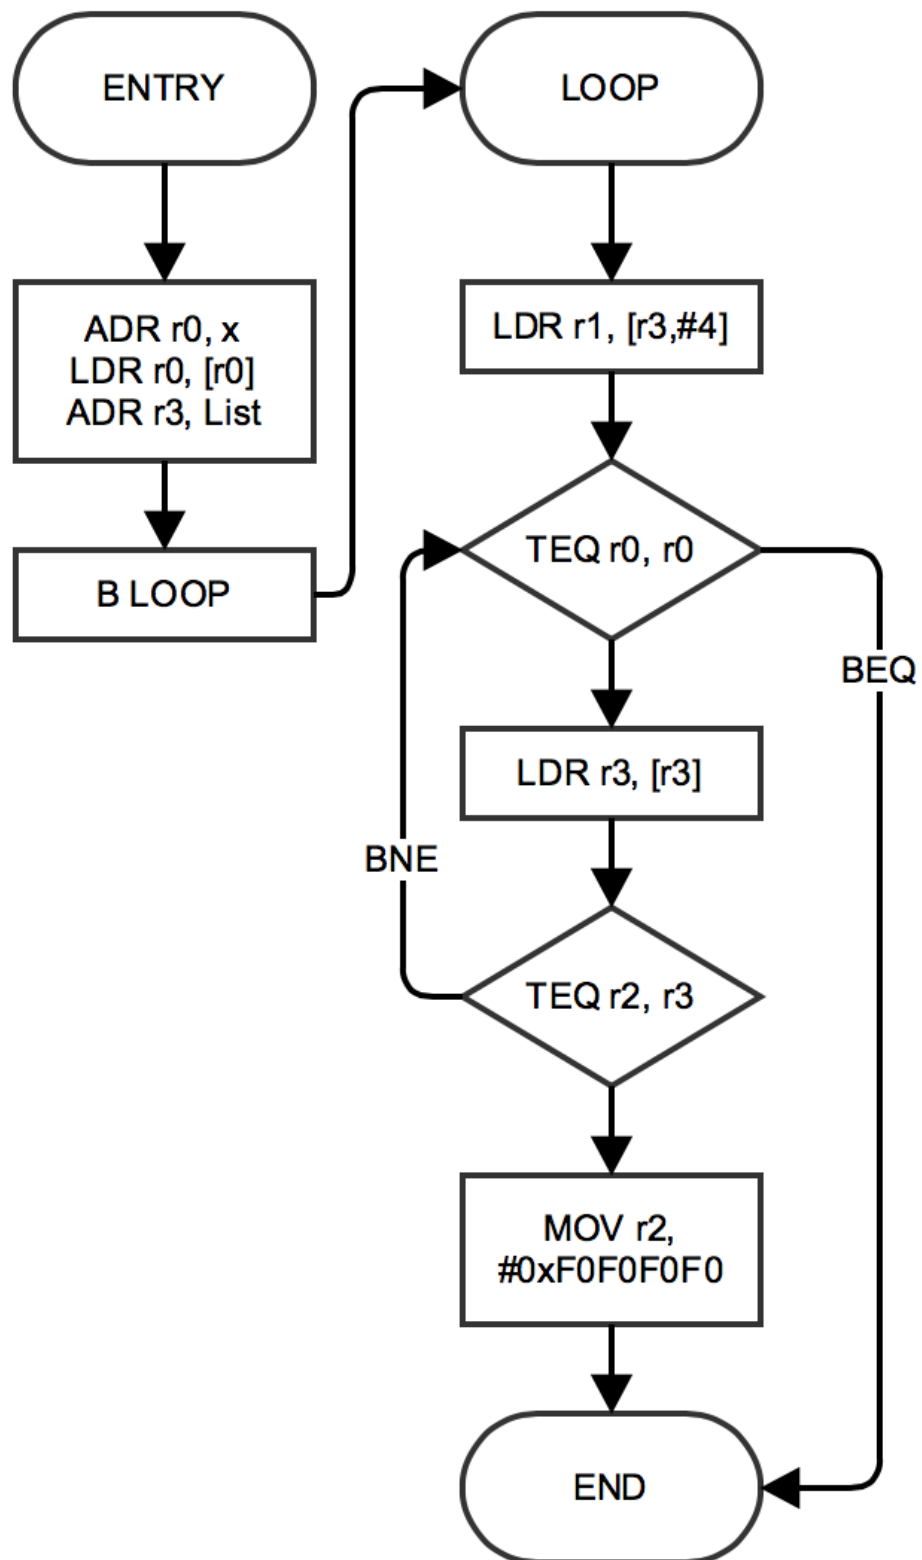 ENTRY
ADR r0, x
LDR r0, [r0]
ADR r3, List
B LOOP
LOOP
LDR r1, [r3,#4]
TEQ r0, r0
BEQ
LDR r3, [r3]
BNE
TEQ r2, r3
MOV r2,
#0xF0F0F0F0
END